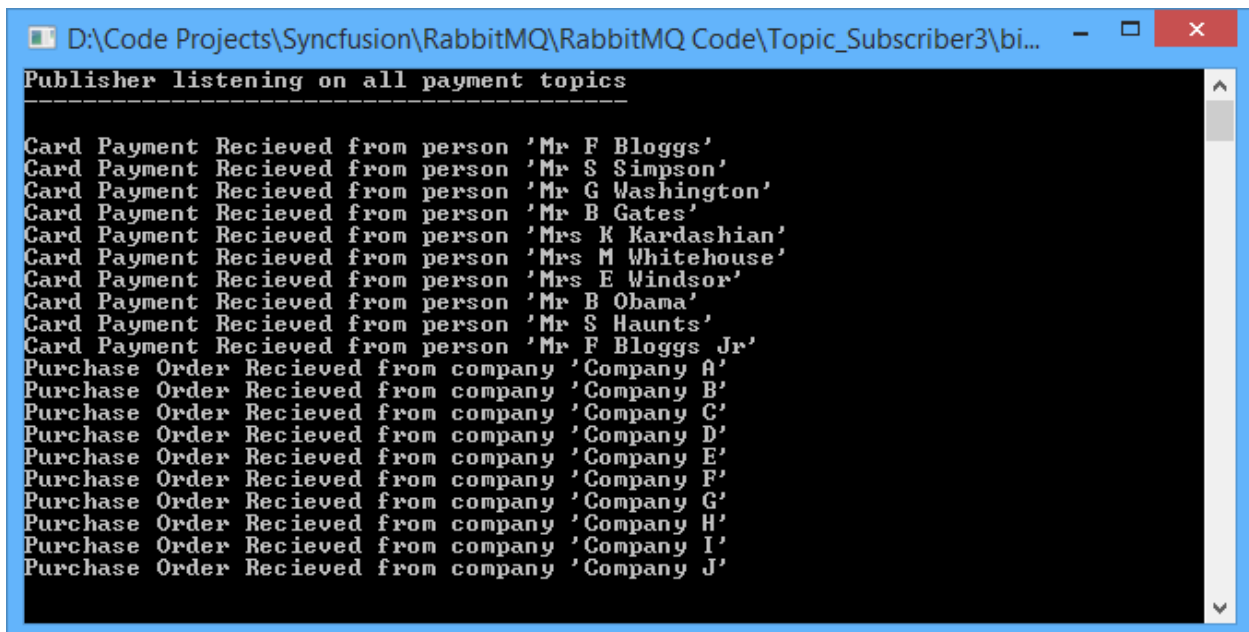 D:\Code Projects\Syncfusion\RabbitMQ\RabbitMQ Code\Topic_Subscriber3\bi...
Publisher listening on all payment topics
-----------------------------------------
Card Payment Recieved from person 'Mr F Bloggs'
Card Payment Recieved from person 'Mr S Simpson'
Card Payment Recieved from person 'Mr G Washington'
Card Payment Recieved from person 'Mr B Gates'
Card Payment Recieved from person 'Mrs K Kardashian'
Card Payment Recieved from person 'Mrs M Whitehouse'
Card Payment Recieved from person 'Mrs E Windsor'
Card Payment Recieved from person 'Mr B Obama'
Card Payment Recieved from person 'Mr S Haunts'
Card Payment Recieved from person 'Mr F Bloggs Jr'
Purchase Order Recieved from company 'Company A'
Purchase Order Recieved from company 'Company B'
Purchase Order Recieved from company 'Company C'
Purchase Order Recieved from company 'Company D'
Purchase Order Recieved from company 'Company E'
Purchase Order Recieved from company 'Company F'
Purchase Order Recieved from company 'Company G'
Purchase Order Recieved from company 'Company H'
Purchase Order Recieved from company 'Company I'
Purchase Order Recieved from company 'Company J'